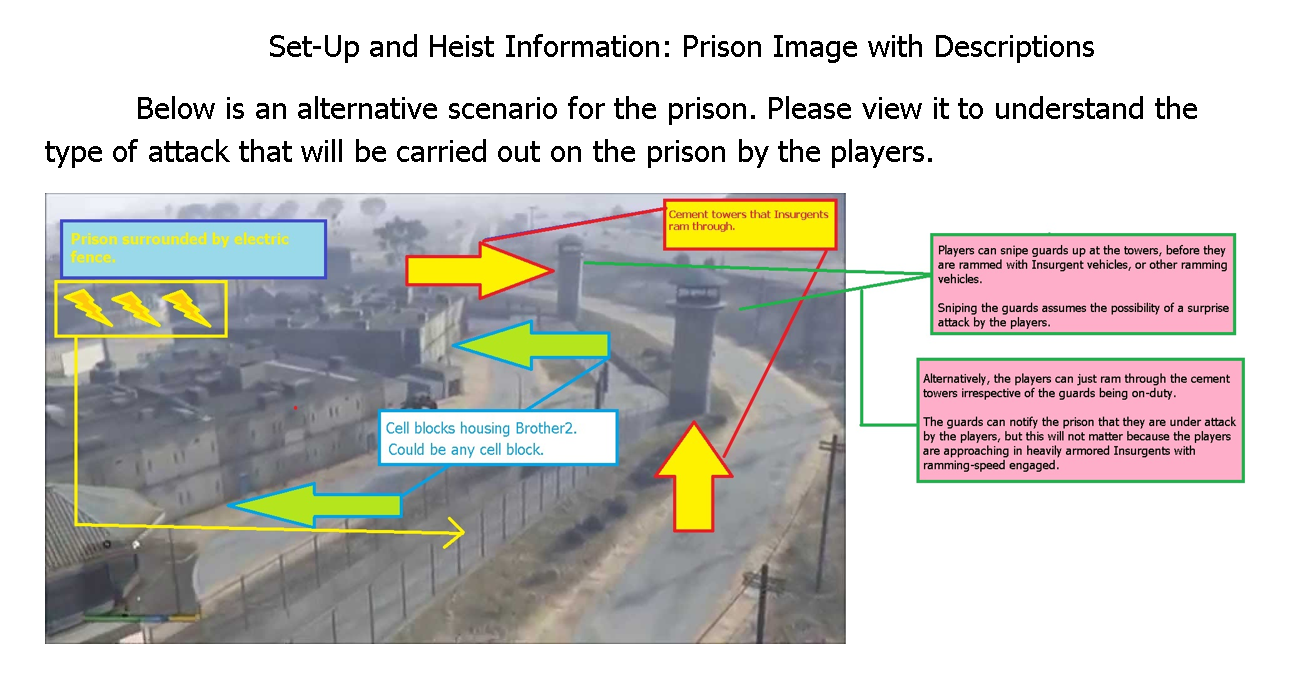 Set-Up and Heist Information: Prison Image with Descriptions
Below is an alternative scenario for the prison. Please view it to understand the
type of attack that will be carried out on the prison by the players.
Prison surrounded by electric
fence.
Cement towers that Insurgents
ram through.
Players can snipe guards up at the towers, before they
are rammed with Insurgent vehicles, or other ramming
vehicles.
Sniping the guards assumes the possibility of a surprise
attack by the players.
Cell blocks housing Brother2.
Could be any cell block.
Alternatively, the players can just ram through the cement
towers irrespective of the guards being on-duty.
The guards can notify the prison that they are under attack
by the players, but this will not matter because the players
are approaching in heavily armored Insurgents with
ramming-speed engaged.